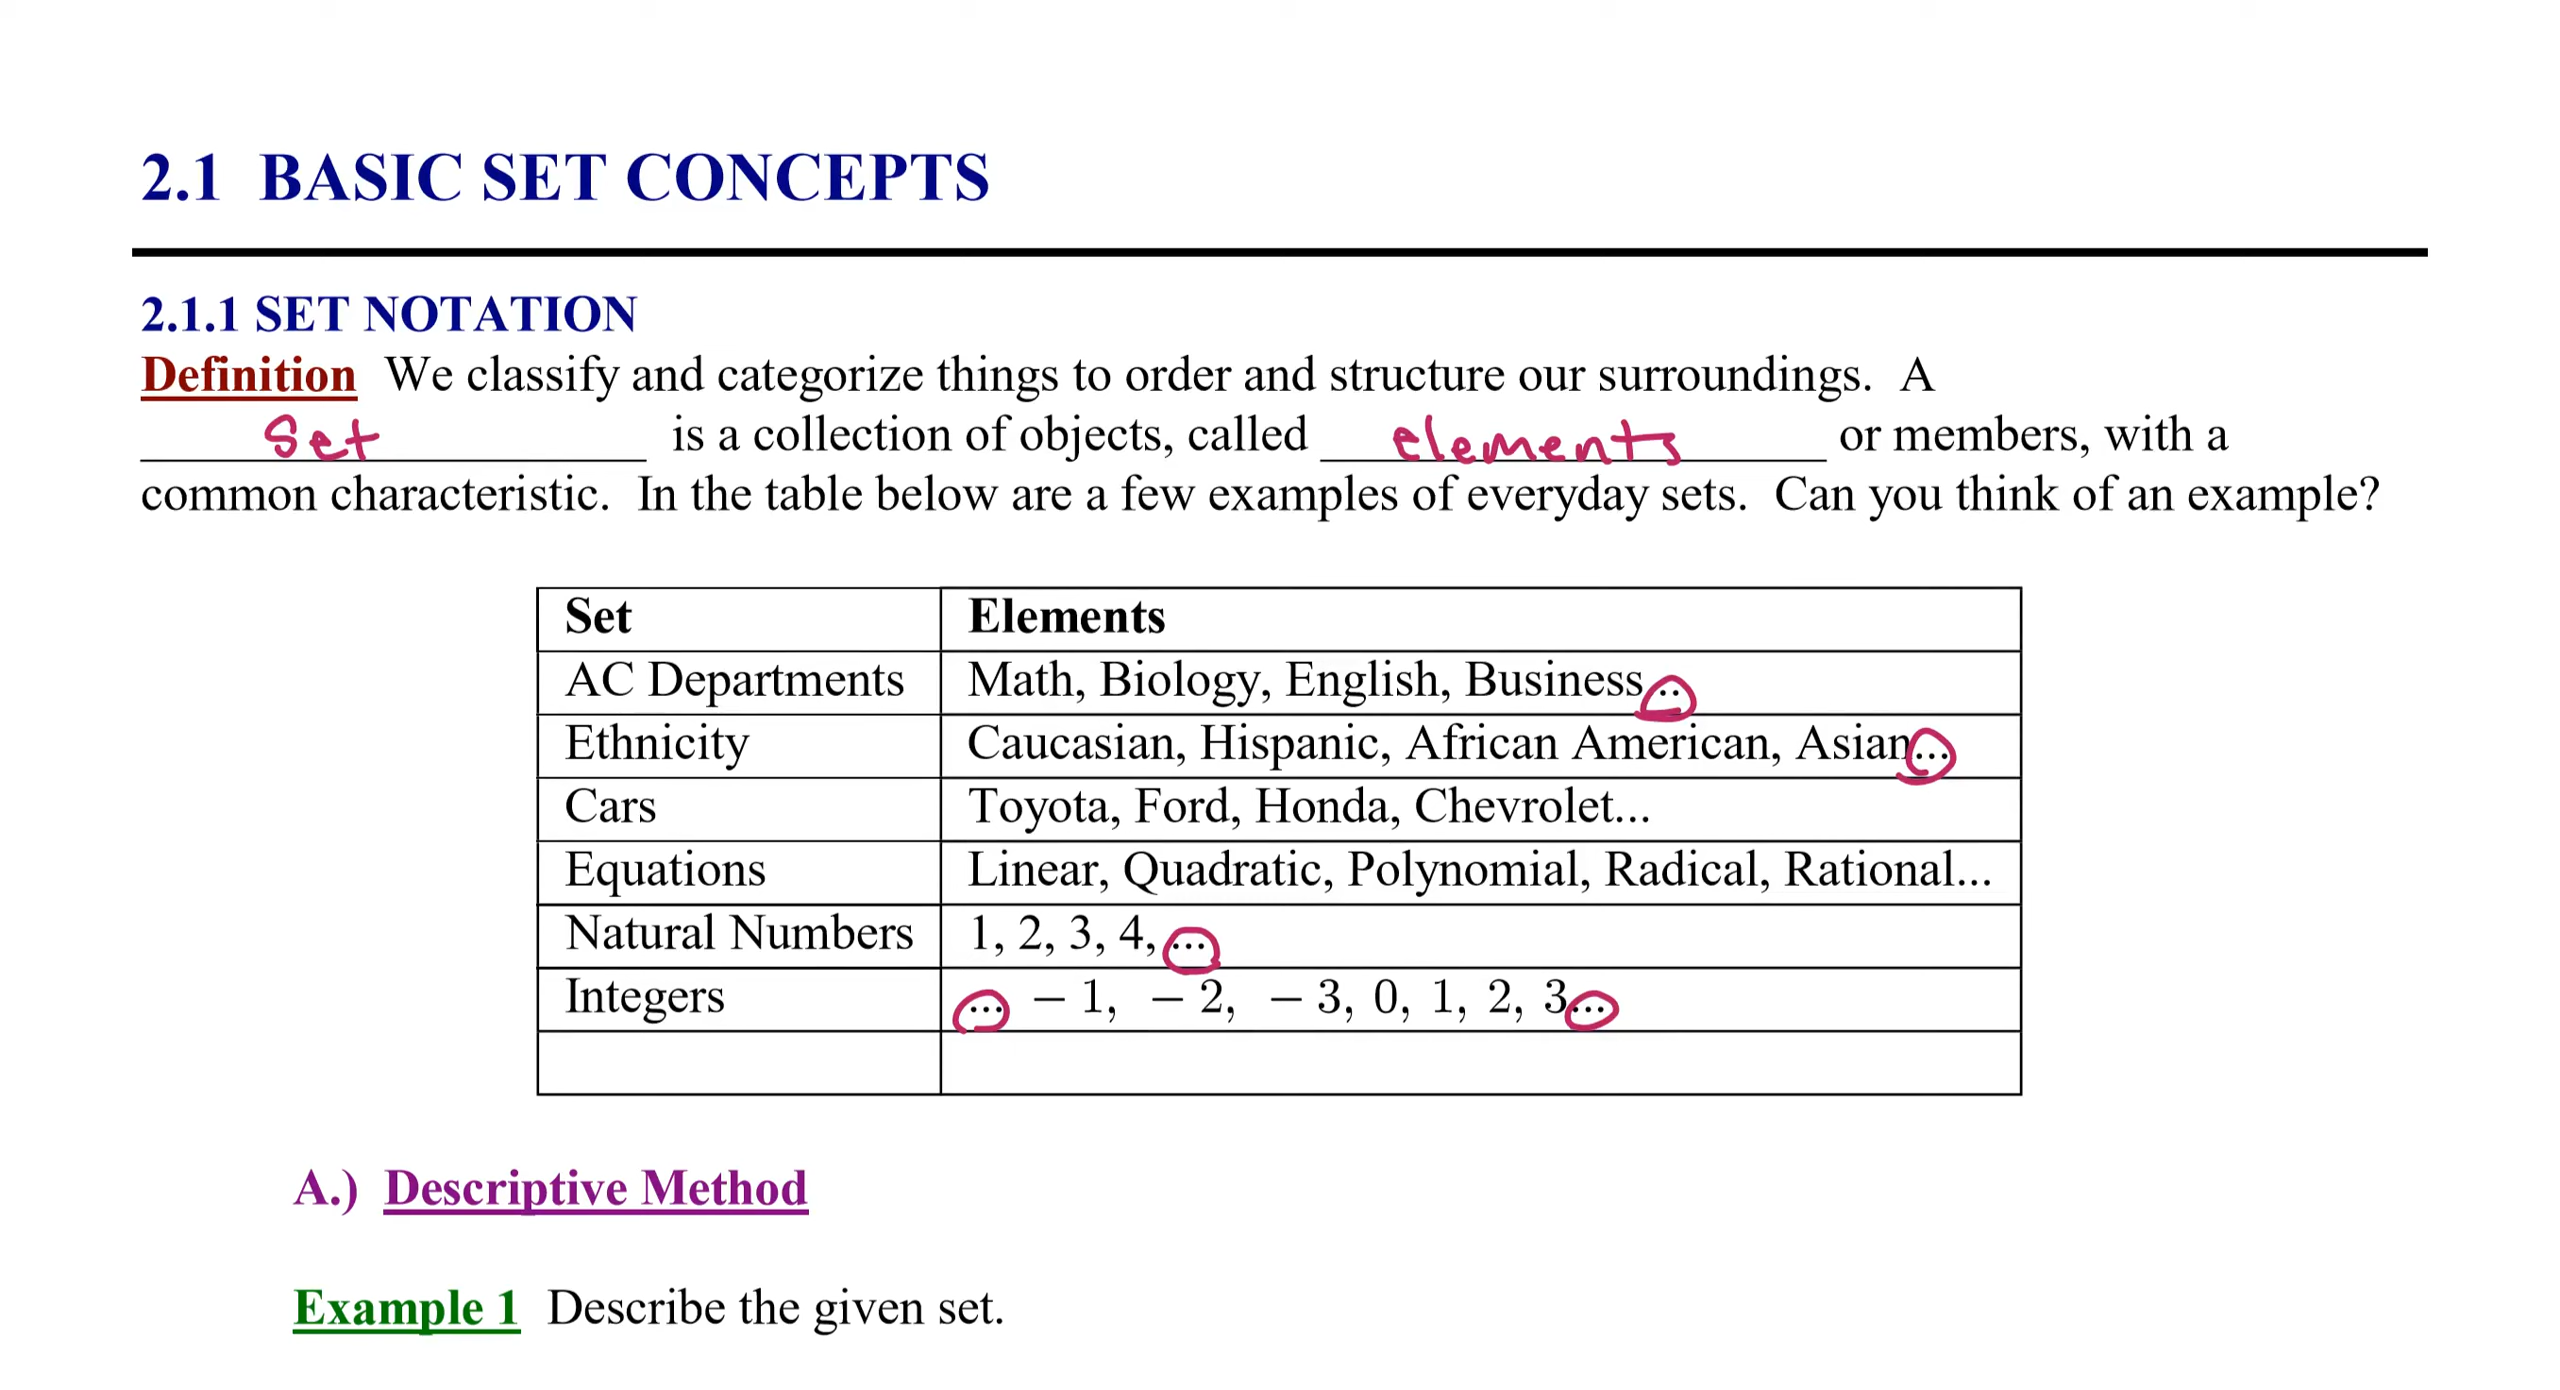 2.1 BASIC SET CONCEPTS
2.1.1 SET NOTATION
Definition We classify and categorize things to order and structure our surroundings. A
set is a collection of objects, called elements or members, with a
common characteristic. In the table below are a few examples of everyday sets. Can you think of an example?
Set Elements
AC Departments Math, Biology, English, Business...
Ethnicity Caucasian, Hispanic, African American, Asian...
Cars Toyota, Ford, Honda, Chevrolet...
Equations Linear, Quadratic, Polynomial, Radical, Rational...
Natural Numbers 1, 2, 3, 4, ...
Integers ... − 1, − 2, − 3, 0, 1, 2, 3...
A.) Descriptive Method
Example 1 Describe the given set.